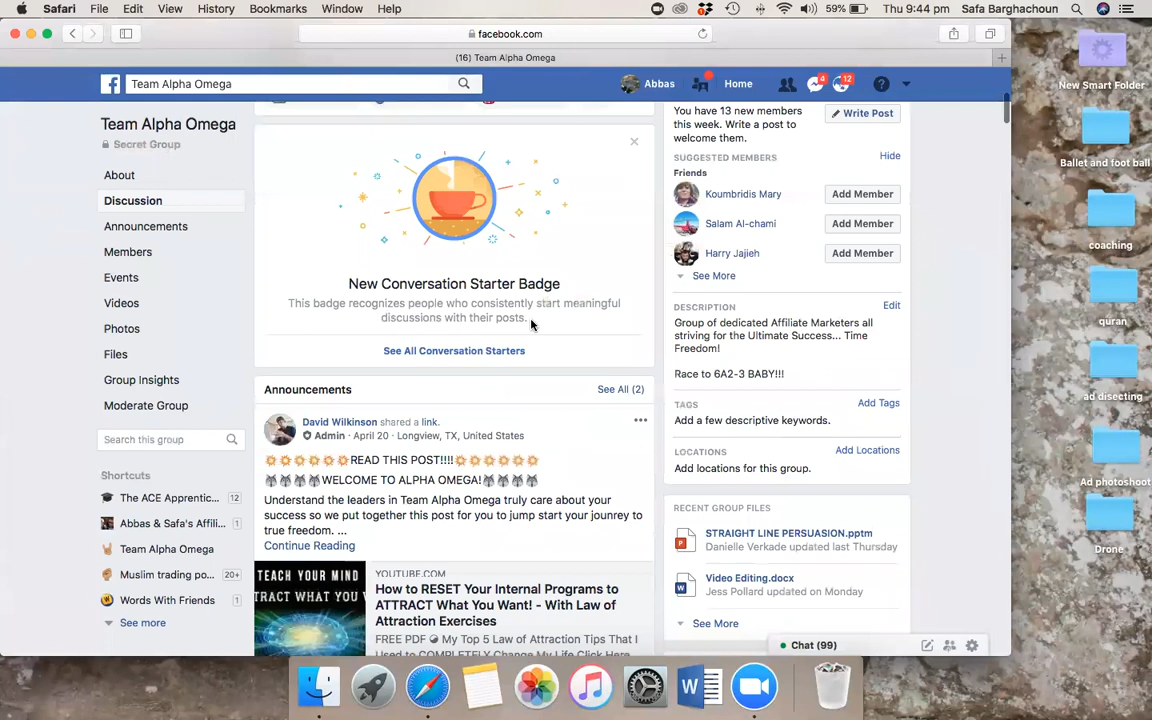 Safari File Edit View History Bookmarks Window Help
59% Thu 9:44 pm Safa Barghachoun
facebook.com
(16) Team Alpha Omega
Team Alpha Omega
Abbas
Home
4
12
Team Alpha Omega
Secret Group
About
Discussion
Announcements
Members
Events
Videos
Photos
Files
Group Insights
Moderate Group
Search this group
Shortcuts
The ACE Apprentic... 12
Abbas & Safa's Affili... 1
Team Alpha Omega
Muslim trading po... 20+
Words With Friends 1
See more
New Conversation Starter Badge
This badge recognizes people who consistently start meaningful
discussions with their posts.
See All Conversation Starters
Announcements See All (2)
David Wilkinson shared a link.
Admin · April 20 · Longview, TX, United States
READ THIS POST!!!!
WELCOME TO ALPHA OMEGA!
Understand the leaders in Team Alpha Omega truly care about your
success so we put together this post for you to jump start your jounrey to
true freedom. ...
Continue Reading
TEACH YOUR MIND
YOUTUBE.COM
How to RESET Your Internal Programs to
ATTRACT What You Want! - With Law of
Attraction Exercises
FREE PDF My Top 5 Law of Attraction Tips That I
Used to COMPLETELY Change My Life Click Here
You have 13 new members
this week. Write a post to
welcome them.
Write Post
SUGGESTED MEMBERS Hide
Friends
Koumbridis Mary Add Member
Salam Al-chami Add Member
Harry Jajieh Add Member
See More
DESCRIPTION Edit
Group of dedicated Affiliate Marketers all
striving for the Ultimate Success... Time
Freedom!
Race to 6A2-3 BABY!!!
TAGS Add Tags
Add a few descriptive keywords.
LOCATIONS Add Locations
Add locations for this group.
RECENT GROUP FILES
STRAIGHT LINE PERSUASION.pptm
Danielle Verkade updated last Thursday
Video Editing.docx
Jess Pollard updated on Monday
See More
Chat (99)
New Smart Folder
Ballet and foot ball
coaching
quran
ad disecting
Ad photoshoot
Drone